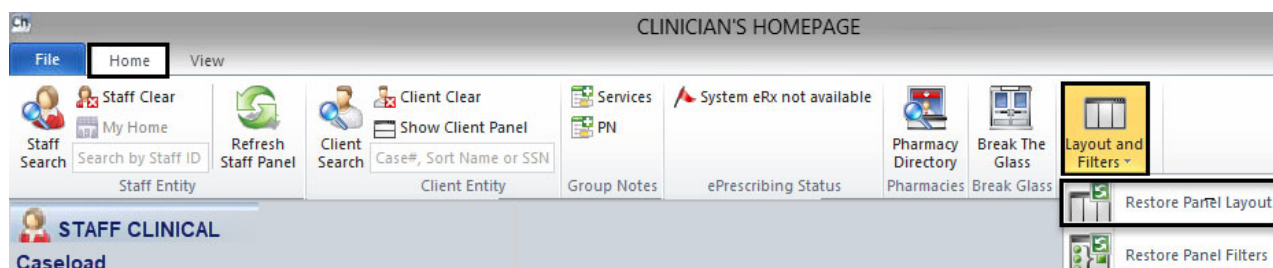 Ch
CLINICIAN'S HOMEPAGE
File Home View
Staff Search
Staff Clear
My Home
Search by Staff ID
Refresh Staff Panel
Staff Entity
Client Search
Client Clear
Show Client Panel
Case#, Sort Name or SSN
Client Entity
Services
PN
Group Notes
System eRx not available
ePrescribing Status
Pharmacy Directory
Pharmacies
Break The Glass
Break Glass
Layout and Filters
Restore Panel Layout
Restore Panel Filters
STAFF CLINICAL
Caseload